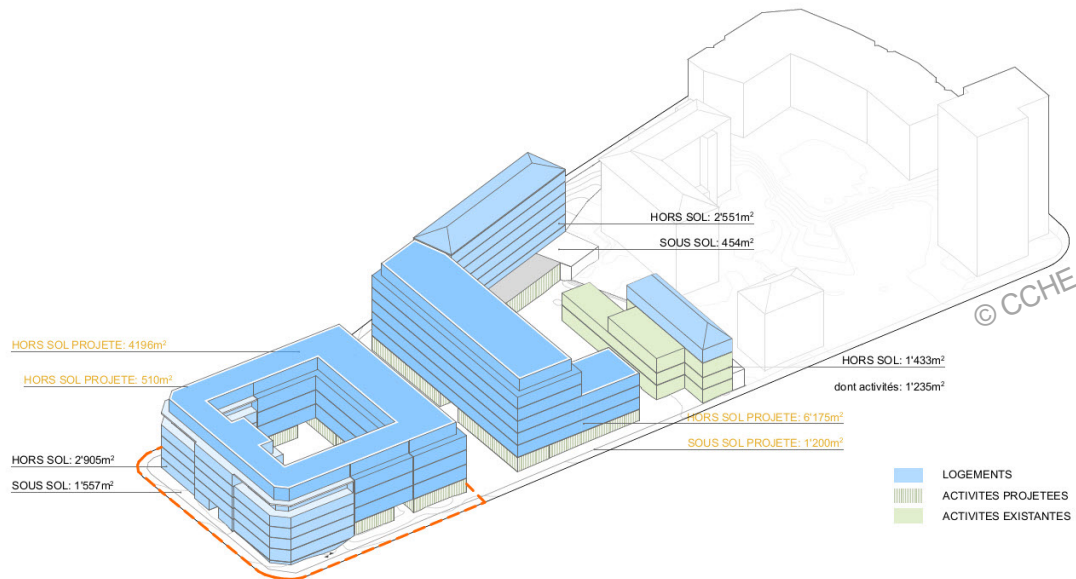 HORS SOL: 2'551m²
SOUS SOL: 454m²
© CCHE
HORS SOL PROJETE: 4196m²
HORS SOL: 1'433m²
HORS SOL PROJETE: 510m²
dont activités: 1'235m²
HORS SOL PROJETE: 6'175m²
SOUS SOL PROJETE: 1'200m²
HORS SOL: 2'905m²
SOUS SOL: 1'557m²
LOGEMENTS
ACTIVITES PROJETEES
ACTIVITES EXISTANTES